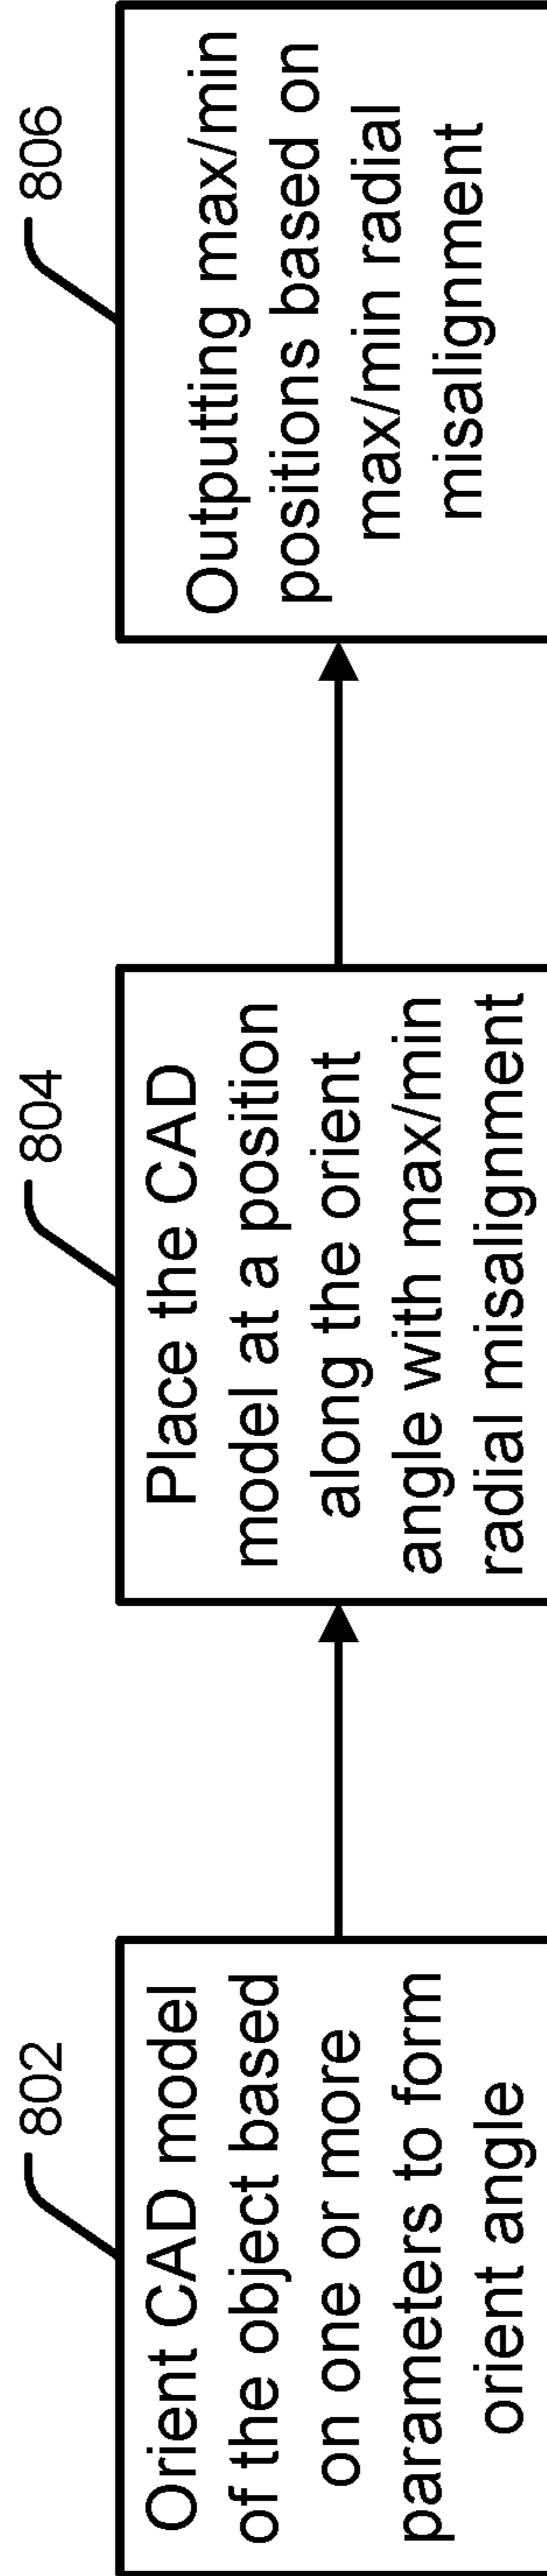 802
Orient CAD model
of the object based
on one or more
parameters to form
orient angle
804
Place the CAD
model at a position
along the orient
angle with max/min
radial misalignment
806
Outputting max/min
positions based on
max/min radial
misalignment